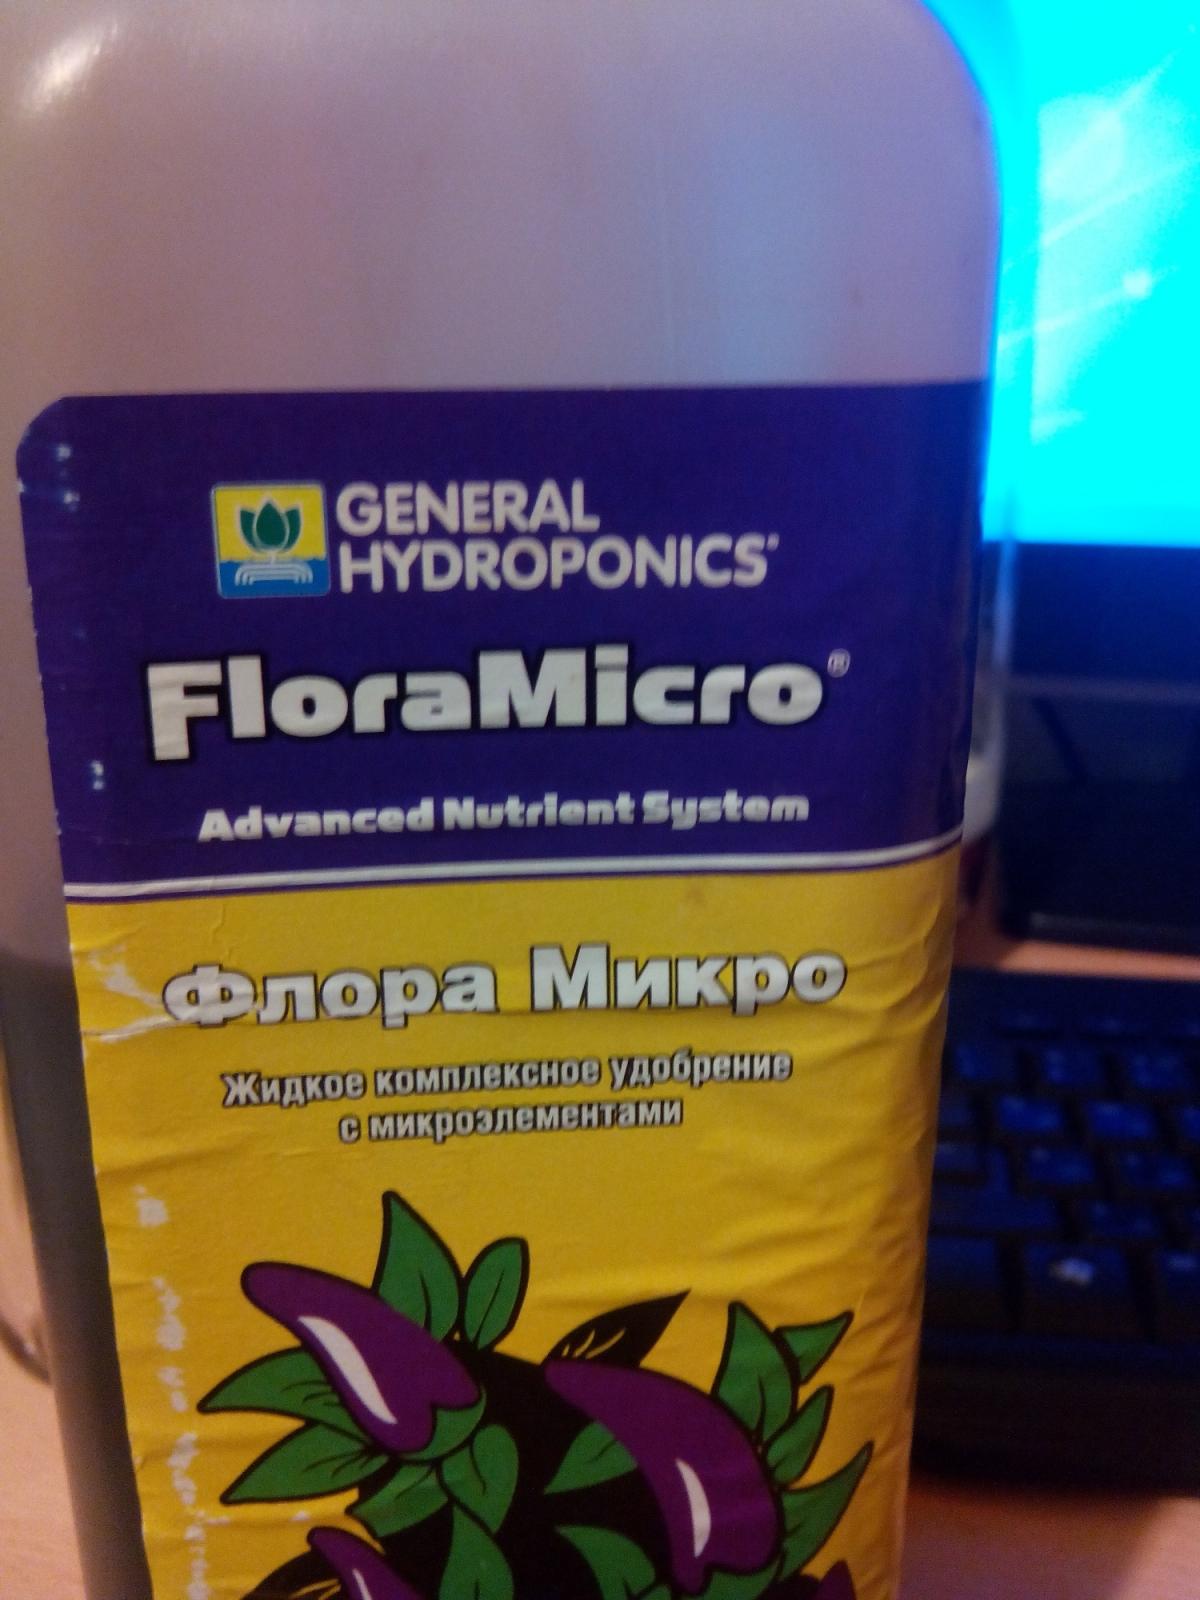 GENERAL
HYDROPONICS
FloraMicro®
Advanced Nutrient System
Флора Микро
Жидкое комплексное удобрение
с микроэлементами